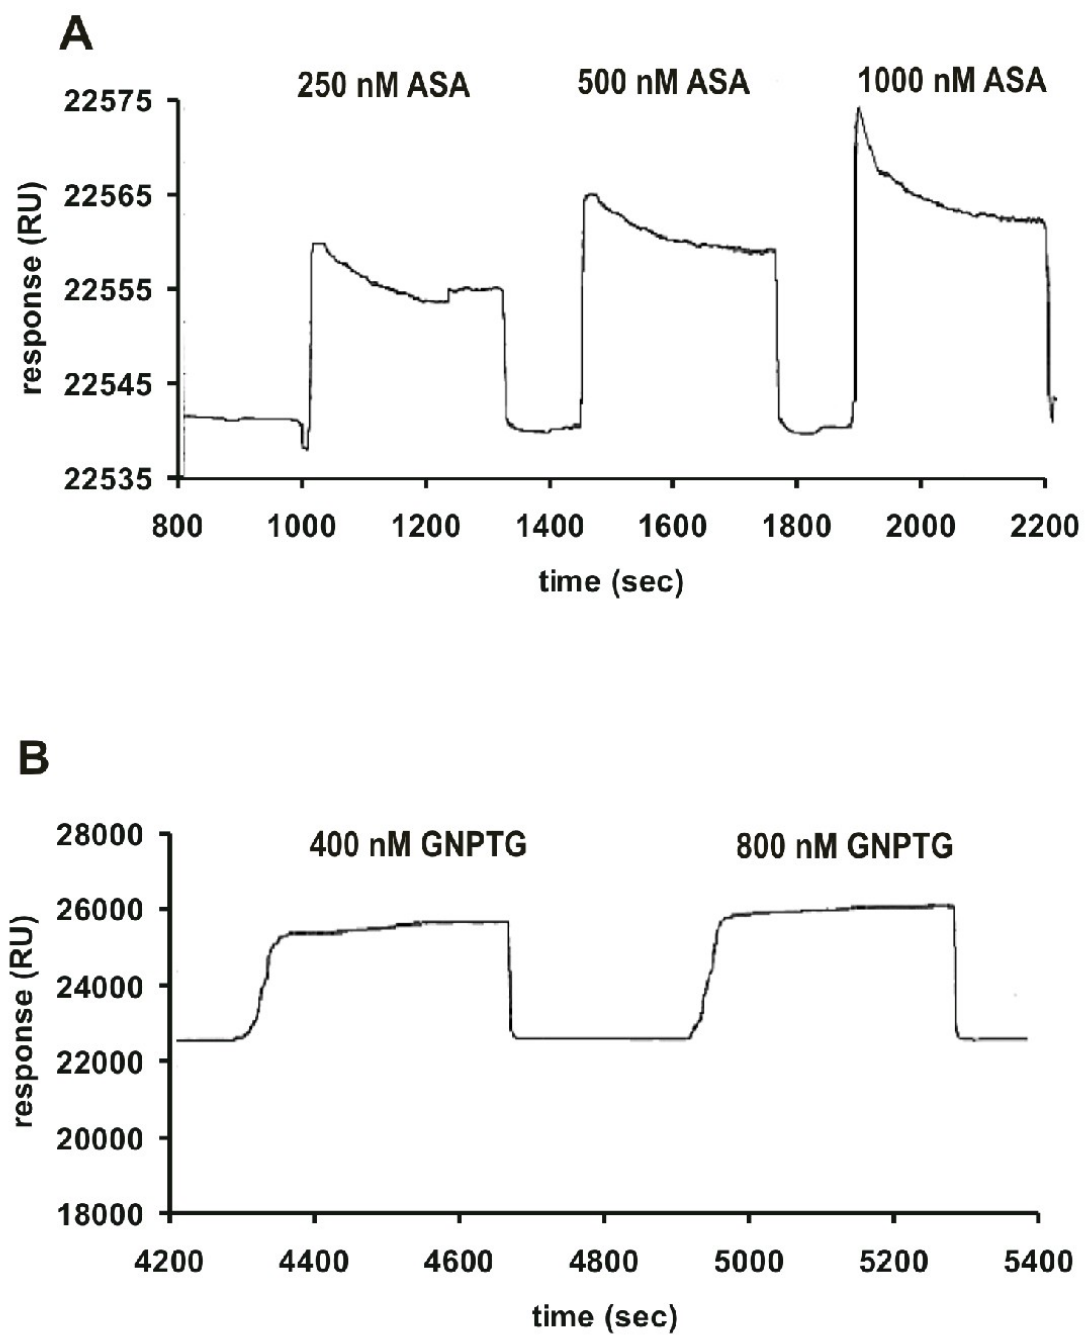 A
250 nM ASA 500 nM ASA 1000 nM ASA
22575
22565
22555
22545
22535
response (RU)
800 1000 1200 1400 1600 1800 2000 2200
time (sec)
B
400 nM GNPTG 800 nM GNPTG
28000
26000
24000
22000
20000
18000
response (RU)
4200 4400 4600 4800 5000 5200 5400
time (sec)